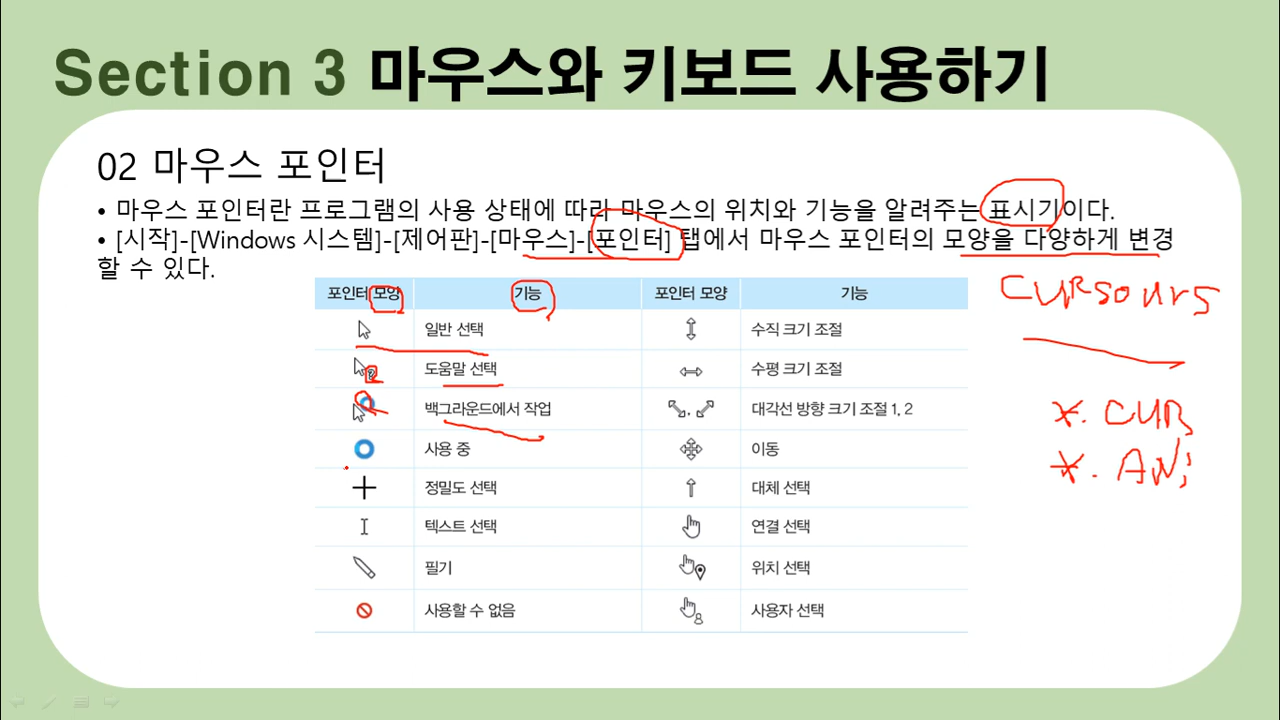 Section 3 마우스와 키보드 사용하기
02 마우스 포인터
• 마우스 포인터란 프로그램의 사용 상태에 따라 마우스의 위치와 기능을 알려주는 표시기이다.
• [시작]-[Windows 시스템]-[제어판]-[마우스]-[포인터] 탭에서 마우스 포인터의 모양을 다양하게 변경
할 수 있다.
포인터 모양 기능 포인터 모양 기능
일반 선택 수직 크기 조절
도움말 선택 수평 크기 조절
백그라운드에서 작업 대각선 방향 크기 조절 1, 2
사용 중 이동
정밀도 선택 대체 선택
텍스트 선택 연결 선택
필기 위치 선택
사용할 수 없음 사용자 선택
CURSOURS
*. CUR
*. ANi